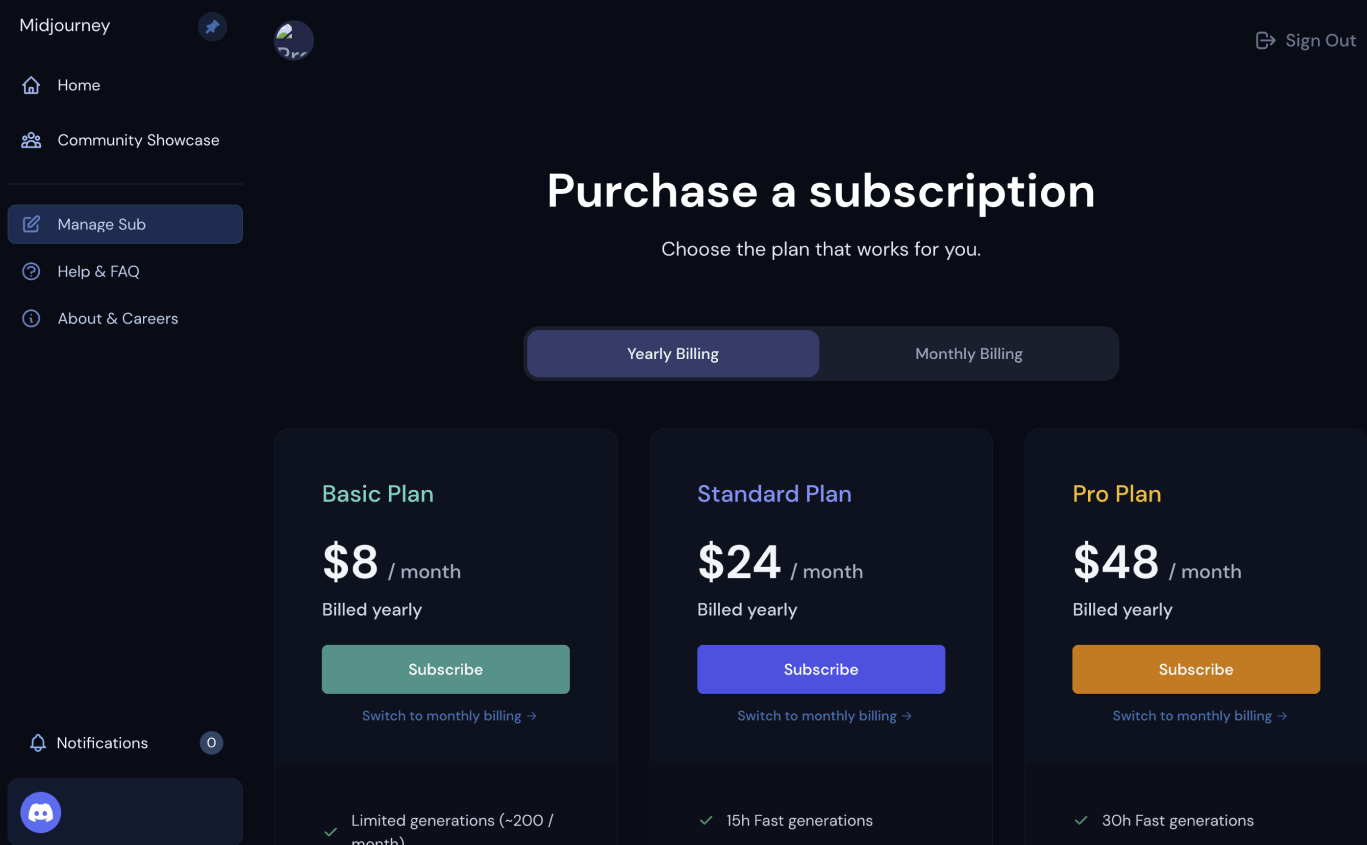 Midjourney
Sign Out
Home
Community Showcase
Manage Sub
Help & FAQ
About & Careers
Notifications
0
Purchase a subscription
Choose the plan that works for you.
Yearly Billing
Monthly Billing
Basic Plan
$8 / month
Billed yearly
Subscribe
Switch to monthly billing →
Limited generations (~200 /
month)
Standard Plan
$24 / month
Billed yearly
Subscribe
Switch to monthly billing →
15h Fast generations
Pro Plan
$48 / month
Billed yearly
Subscribe
Switch to monthly billing →
30h Fast generations